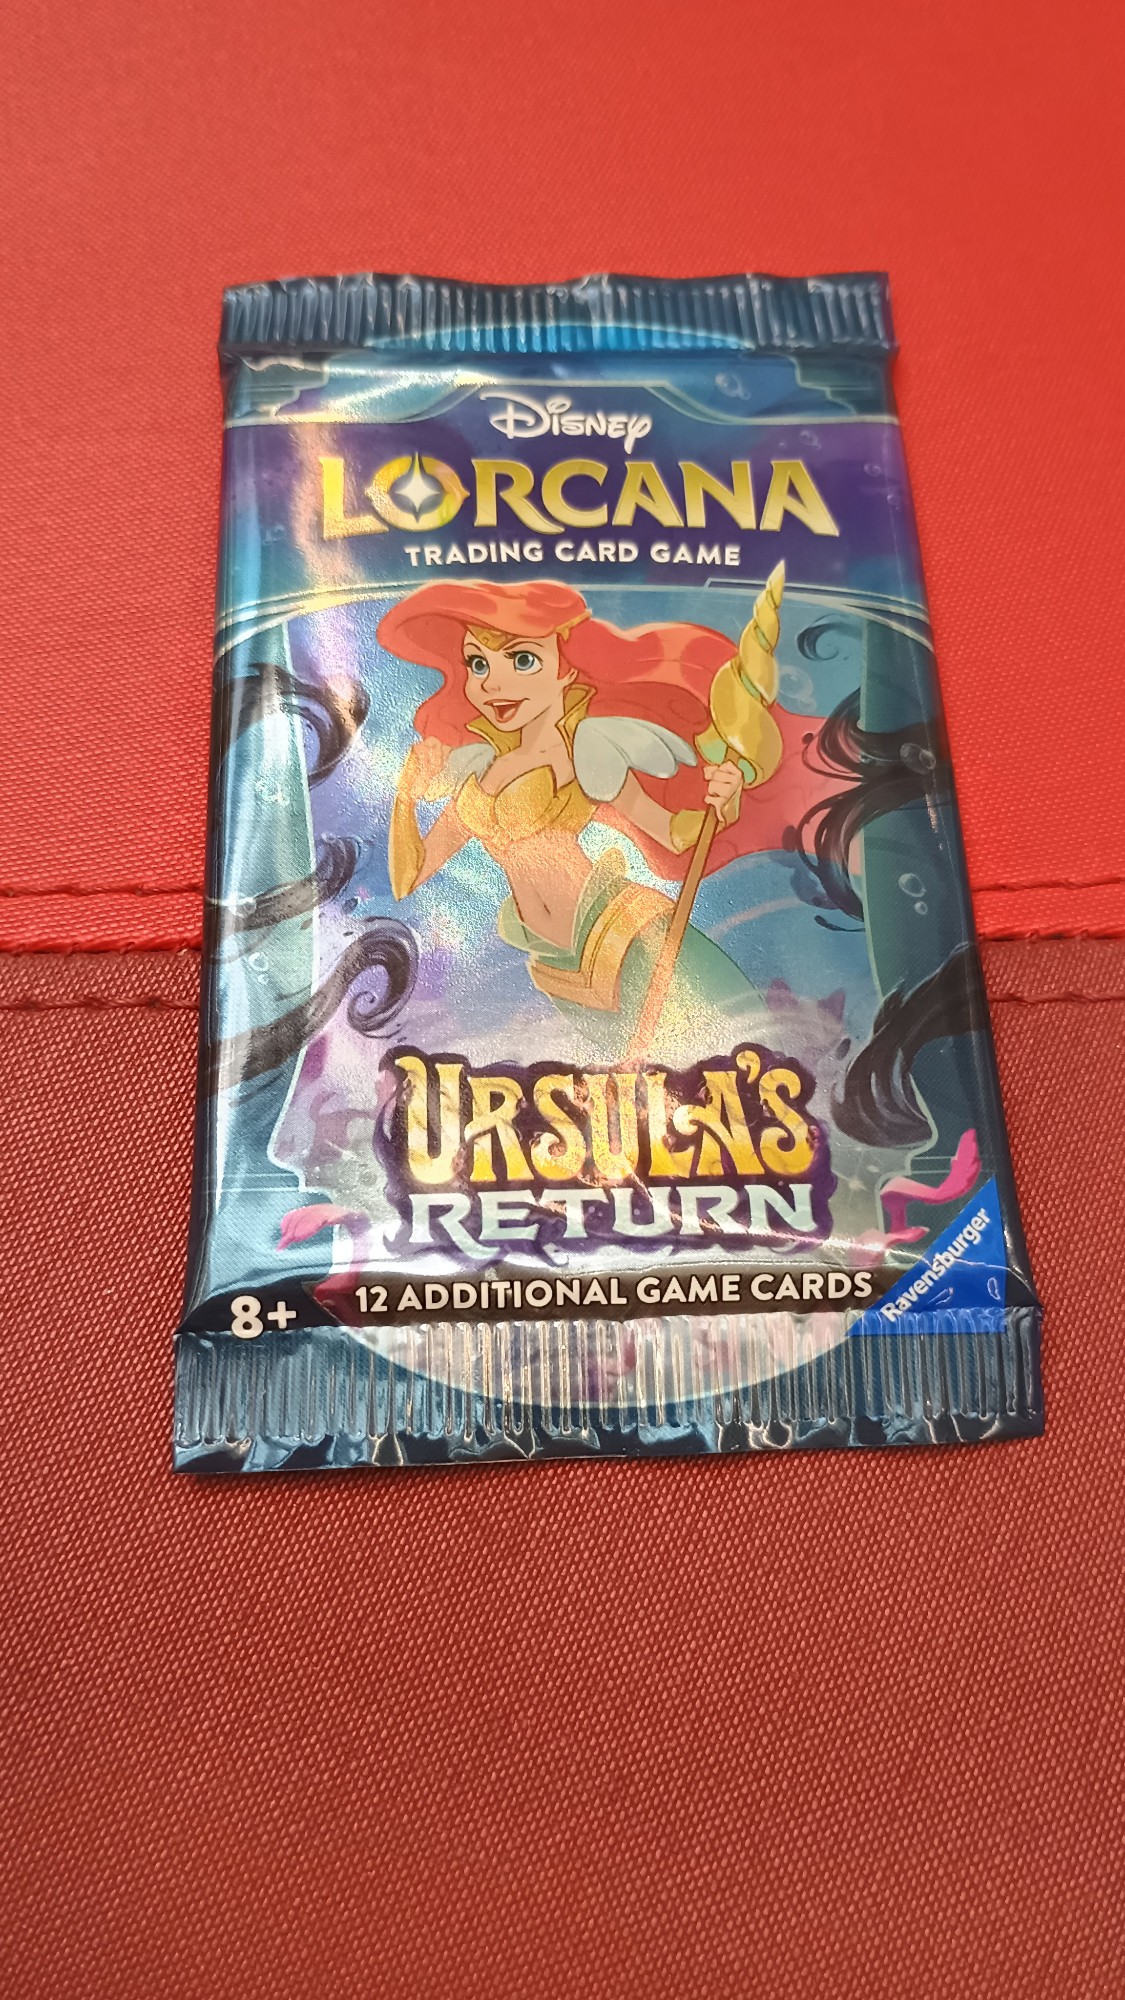 Disney
LORCANA
TRADING CARD GAME
URSULA'S
RETURN
12 ADDITIONAL GAME CARDS
8+
Ravensburger